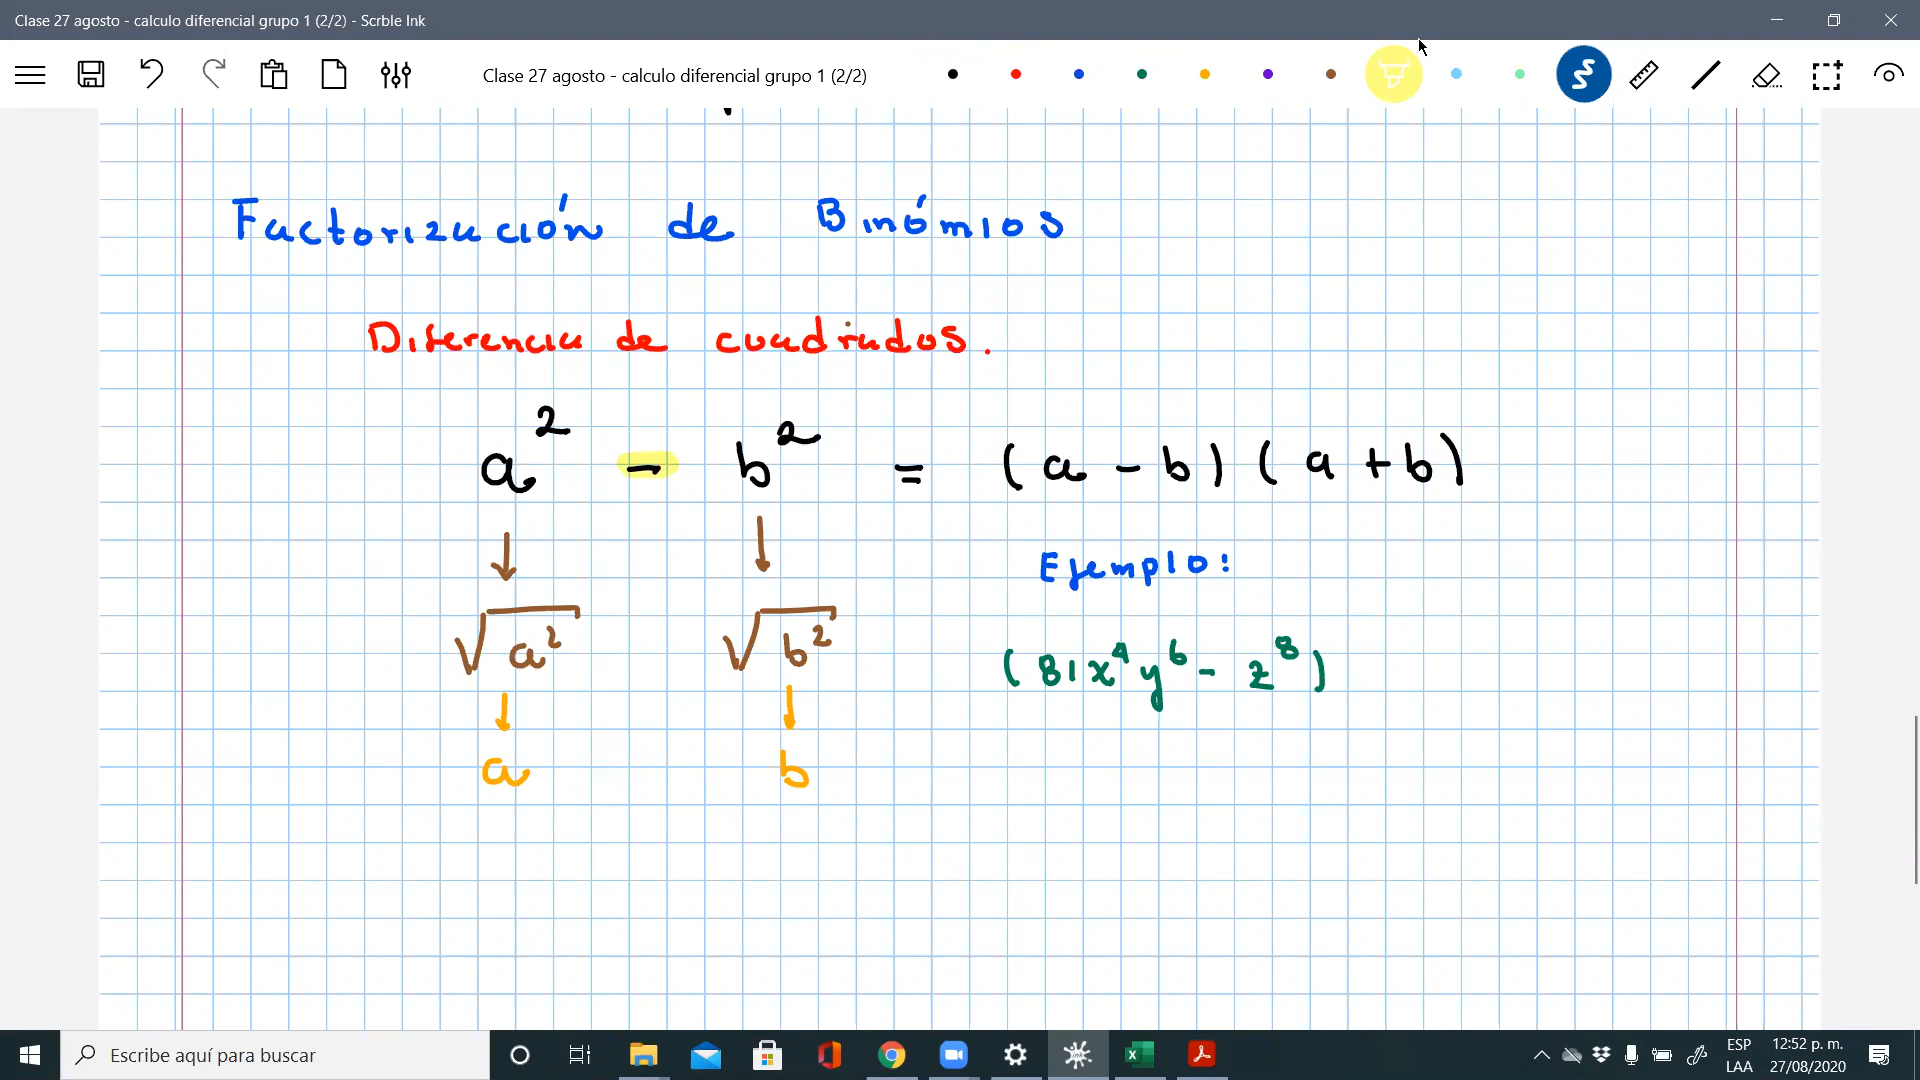 Clase 27 agosto - calculo diferencial grupo 1 (2/2) - Scrble Ink
Clase 27 agosto - calculo diferencial grupo 1 (2/2)
Factorización de Binómios
Diferencia de cuadrados.
a² - b² = (a - b) (a + b)
Ejemplo:
√a² √b² (81x⁴y⁶ - z⁸)
a b
Escribe aquí para buscar
ESP 12:52 p. m.
LAA 27/08/2020